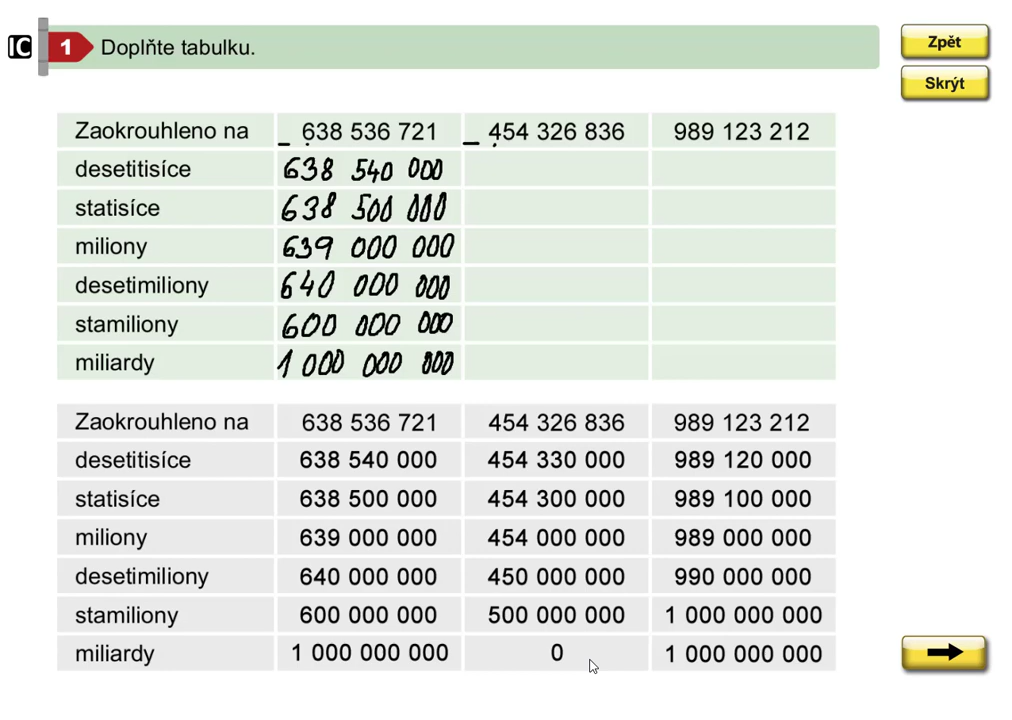 IC 1 Doplňte tabulku. Zpět
Skrýt
Zaokrouhleno na 638 536 721 454 326 836 989 123 212
desetitisíce 638 540 000
statisíce 638 500 000
miliony 639 000 000
desetimiliony 640 000 000
stamiliony 600 000 000
miliardy 1 000 000 000
Zaokrouhleno na 638 536 721 454 326 836 989 123 212
desetitisíce 638 540 000 454 330 000 989 120 000
statisíce 638 500 000 454 300 000 989 100 000
miliony 639 000 000 454 000 000 989 000 000
desetimiliony 640 000 000 450 000 000 990 000 000
stamiliony 600 000 000 500 000 000 1 000 000 000
miliardy 1 000 000 000 0 1 000 000 000